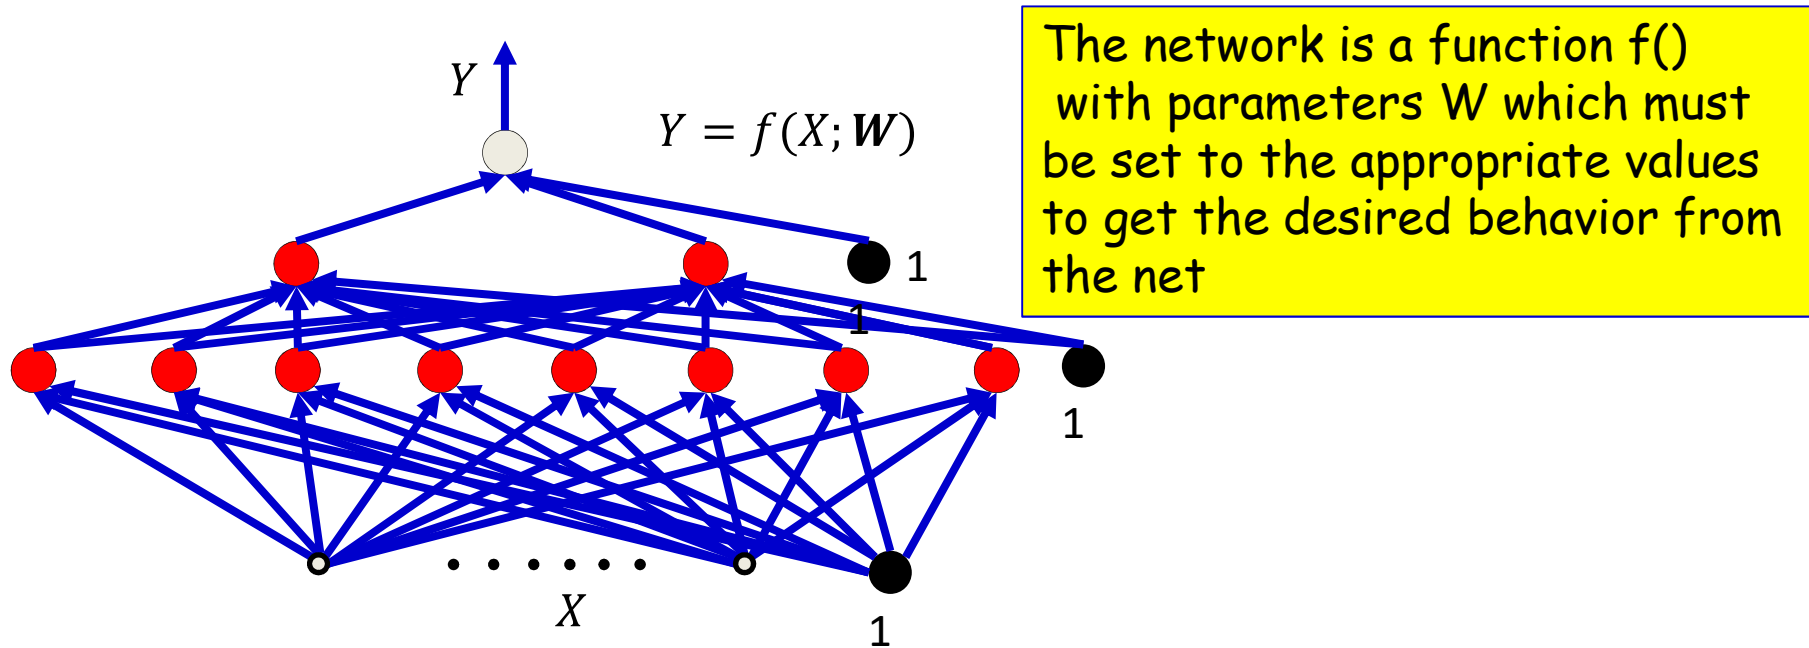 The network is a function f()
with parameters W which must
be set to the appropriate values
to get the desired behavior from
the net
Y
Y = f(X; W)
1
1
1
X
1